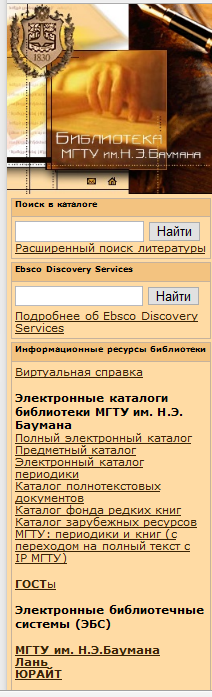 1830
Библиотека
МГТУ им.Н.Э.Баумана
Поиск в каталоге
Найти
Расширенный поиск литературы
Ebsco Discovery Services
Найти
Подробнее об Ebsco Discovery
Services
Информационные ресурсы библиотеки
Виртуальная справка
Электронные каталоги
библиотеки МГТУ им. Н.Э.
Баумана
Полный электронный каталог
Предметный каталог
Электронный каталог
периодики
Каталог полнотекстовых
документов
Каталог фонда редких книг
Каталог зарубежных ресурсов
МГТУ: периодики и книг (с
переходом на полный текст с
IP МГТУ)
ГОСТы
Электронные библиотечные
системы (ЭБС)
МГТУ им. Н.Э.Баумана
Лань
ЮРАЙТ